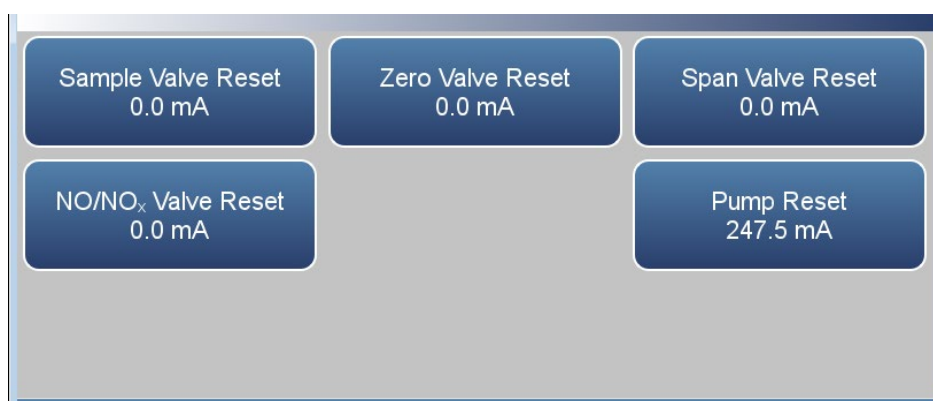 Sample Valve Reset
0.0 mA
Zero Valve Reset
0.0 mA
Span Valve Reset
0.0 mA
NO/NOₓ Valve Reset
0.0 mA
Pump Reset
247.5 mA